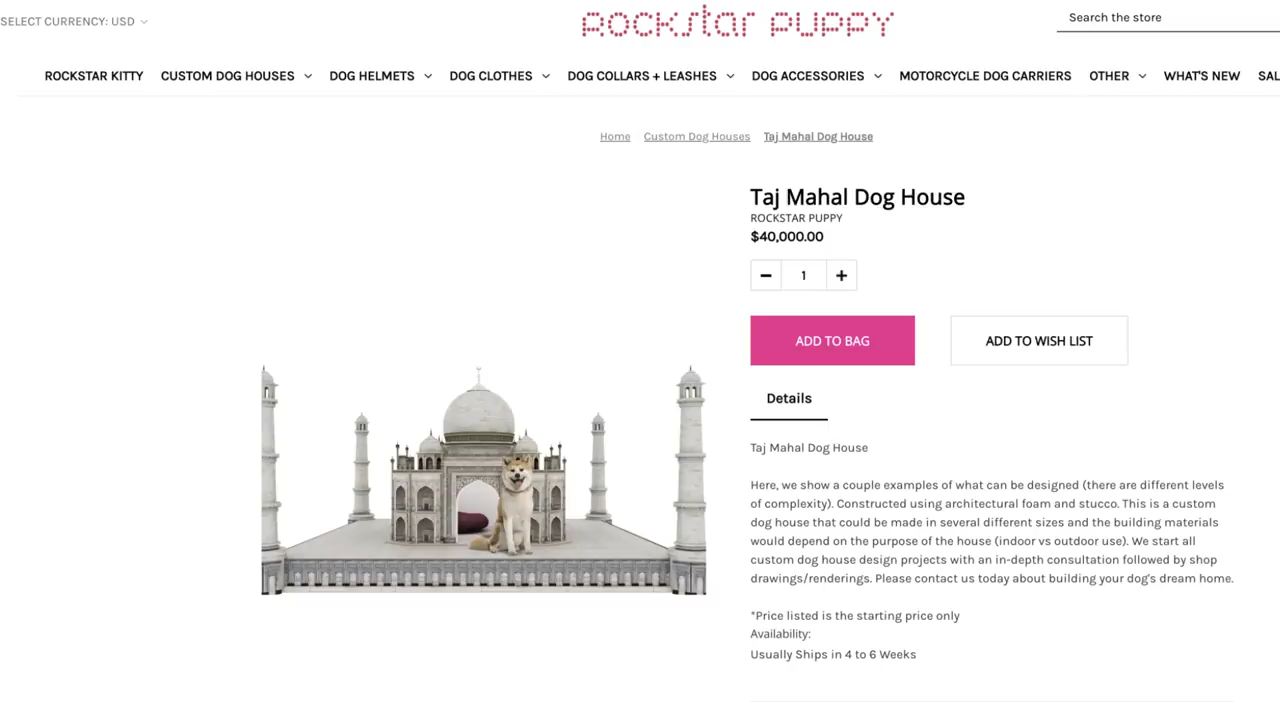 SELECT CURRENCY: USD
ROCKSTAR PUPPY
Search the store
ROCKSTAR KITTY CUSTOM DOG HOUSES DOG HELMETS DOG CLOTHES DOG COLLARS + LEASHES DOG ACCESSORIES MOTORCYCLE DOG CARRIERS OTHER WHAT'S NEW SAL
Home Custom Dog Houses Taj Mahal Dog House
Taj Mahal Dog House
ROCKSTAR PUPPY
$40,000.00
1
ADD TO BAG ADD TO WISH LIST
Details
Taj Mahal Dog House
Here, we show a couple examples of what can be designed (there are different levels
of complexity). Constructed using architectural foam and stucco. This is a custom
dog house that could be made in several different sizes and the building materials
would depend on the purpose of the house (indoor vs outdoor use). We start all
custom dog house design projects with an in-depth consultation followed by shop
drawings/renderings. Please contact us today about building your dog's dream home.
*Price listed is the starting price only
Availability:
Usually Ships in 4 to 6 Weeks